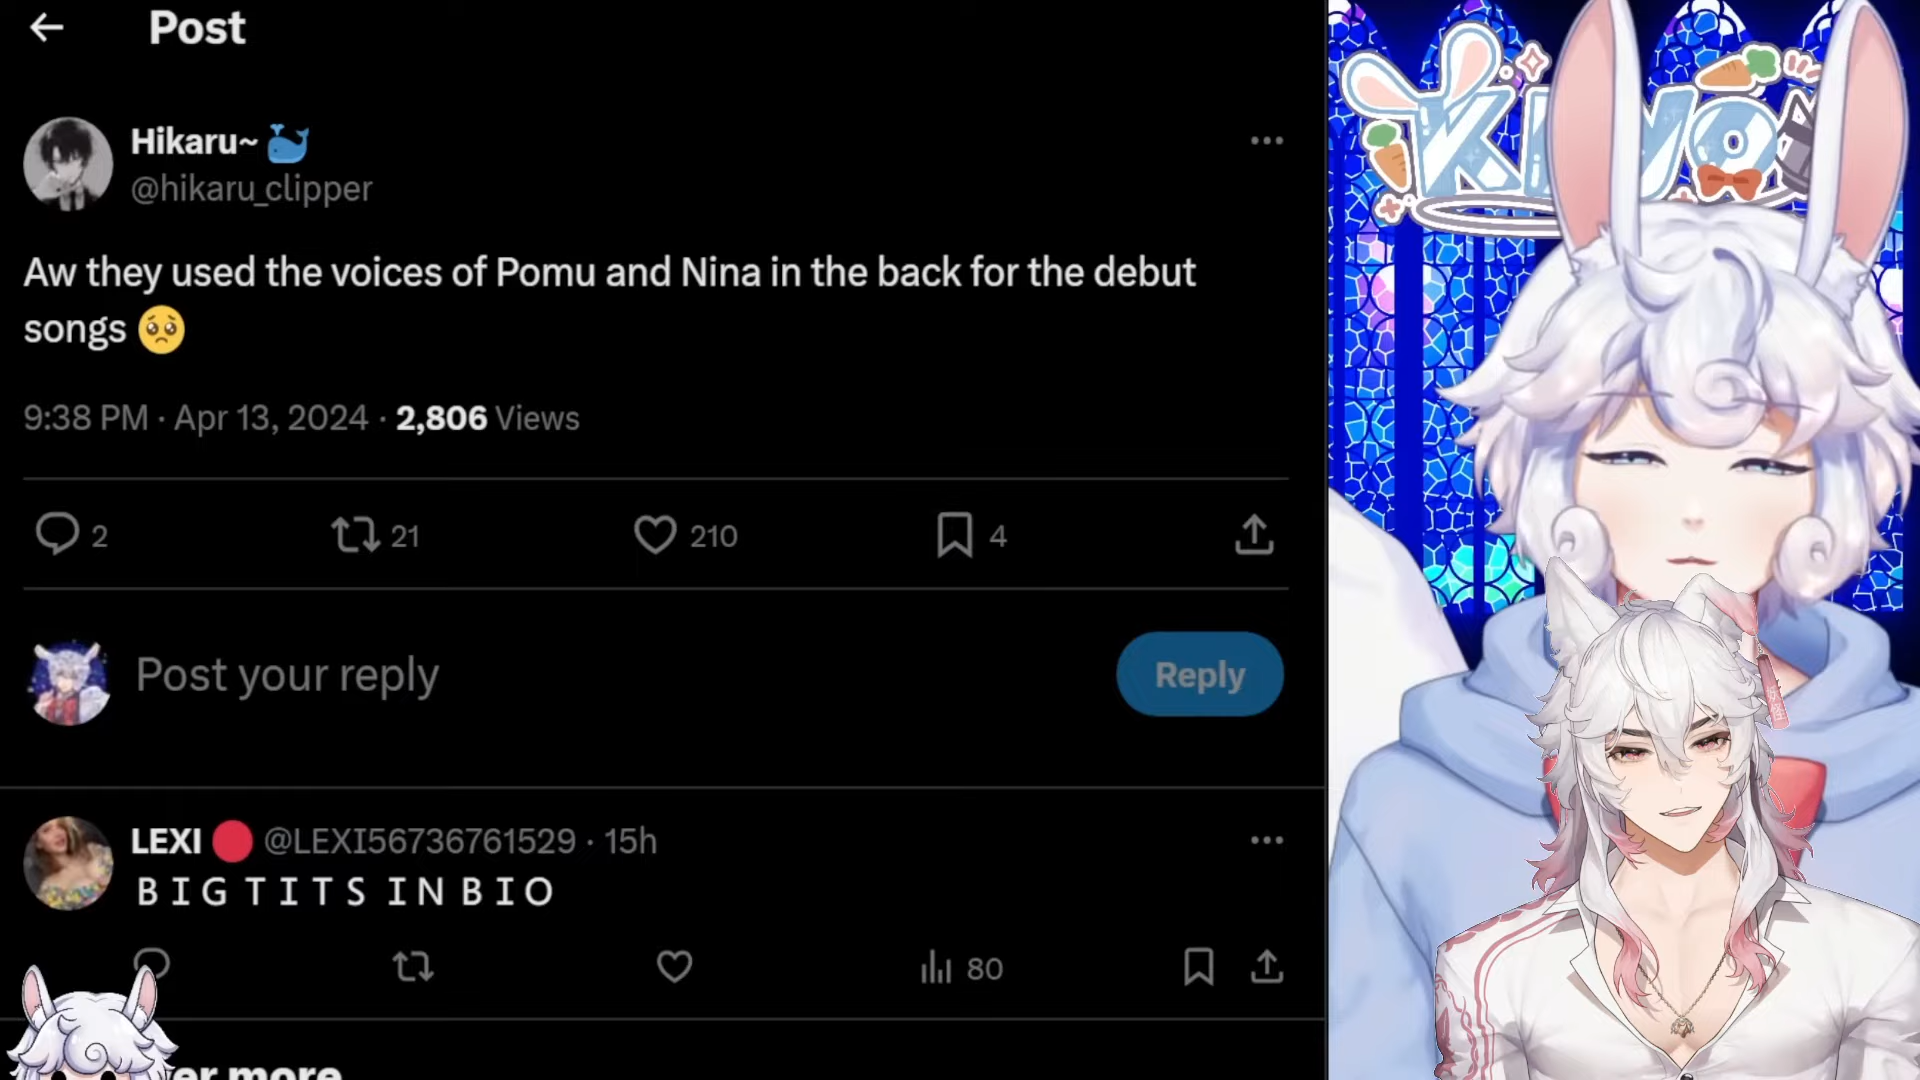 Post
Hikaru~ 🐳
@hikaru_clipper
Aw they used the voices of Pomu and Nina in the back for the debut
songs 🥺
9:38 PM · Apr 13, 2024 · 2,806 Views
2 21 210 4
Post your reply
Reply
LEXI 🔴 @LEXI56736761529 · 15h
B I G T I T S I N B I O
80
more